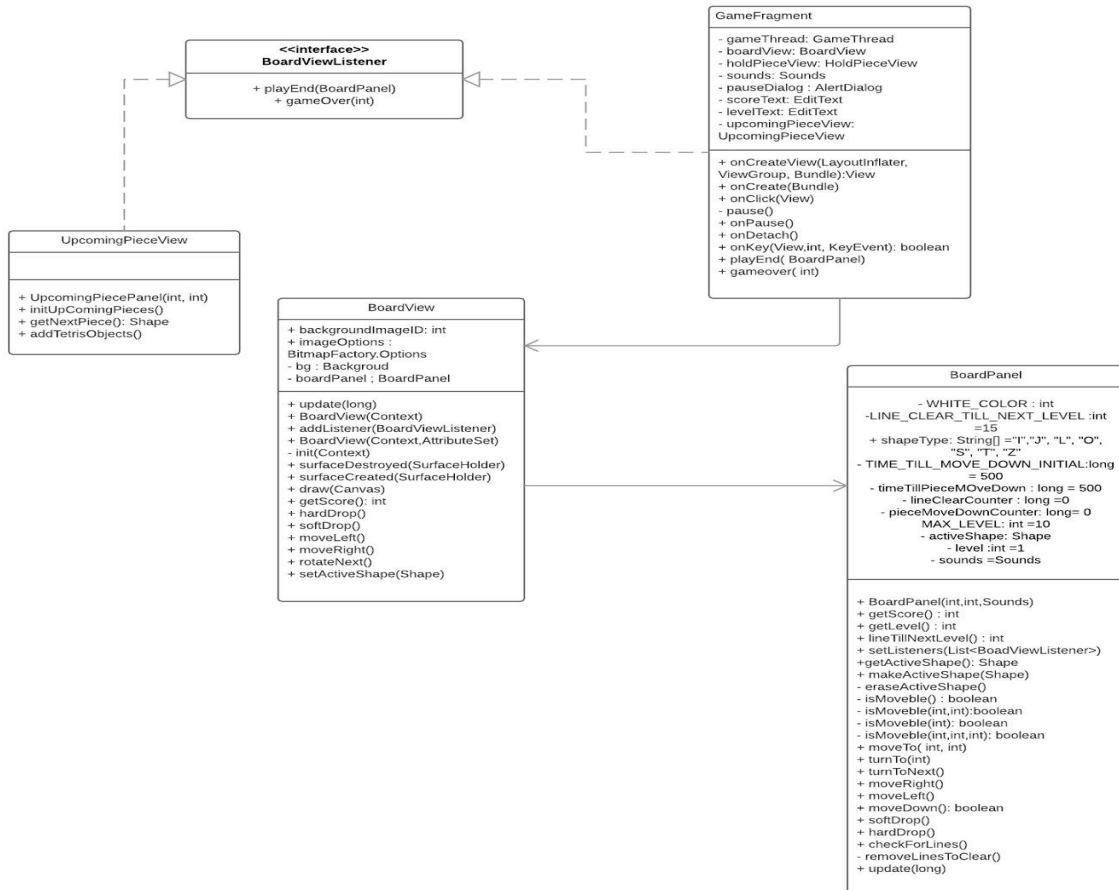 <<interface>>
BoardViewListener
+ playEnd(BoardPanel)
+ gameOver(int)
GameFragment
- gameThread: GameThread
- boardView: BoardView
- holdPieceView: HoldPieceView
- sounds: Sounds
- pauseDialog : AlertDialog
- scoreText: EditText
- levelText: EditText
- upcomingPieceView:
UpcomingPieceView
+ onCreateView(LayoutInflater,
ViewGroup, Bundle):View
+ onCreate(Bundle)
+ onClick(View)
- pause()
+ onPause()
+ onDetach()
+ onKey(View,int, KeyEvent): boolean
+ playEnd( BoardPanel)
+ gameover( int)
UpcomingPieceView
+ UpcomingPiecePanel(int, int)
+ initUpComingPieces()
+ getNextPiece(): Shape
+ addTetrisObjects()
BoardView
+ backgroundImageID: int
+ imageOptions :
BitmapFactory.Options
- bg : Backgroud
- boardPanel ; BoardPanel
+ update(long)
+ BoardView(Context)
+ addListener(BoardViewListener)
+ BoardView(Context,AttributeSet)
- init(Context)
+ surfaceDestroyed(SurfaceHolder)
+ surfaceCreated(SurfaceHolder)
+ draw(Canvas)
+ getScore(): int
+ hardDrop()
+ softDrop()
+ moveLeft()
+ moveRight()
+ rotateNext()
+ setActiveShape(Shape)
BoardPanel
- WHITE_COLOR : int
-LINE_CLEAR_TILL_NEXT_LEVEL :int
=15
+ shapeType: String[] ="I","J", "L", "O",
"S", "T", "Z"
- TIME_TILL_MOVE_DOWN_INITIAL:long
= 500
- timeTillPieceMOveDown : long = 500
- lineClearCounter : long =0
- pieceMoveDownCounter: long= 0
MAX_LEVEL: int =10
- activeShape: Shape
- level :int =1
- sounds =Sounds
+ BoardPanel(int,int,Sounds)
+ getScore() : int
+ getLevel() : int
+ lineTillNextLevel() : int
+ setListeners(List<BoadViewListener>)
+getActiveShape(): Shape
+ makeActiveShape(Shape)
- eraseActiveShape()
- isMoveble() : boolean
- isMoveble(int,int):boolean
- isMoveble(int): boolean
- isMoveble(int,int,int): boolean
+ moveTo( int, int)
+ turnTo(int)
+ turnToNext()
+ moveRight()
+ moveLeft()
+ moveDown(): boolean
+ softDrop()
+ hardDrop()
+ checkForLines()
- removeLinesToClear()
+ update(long)